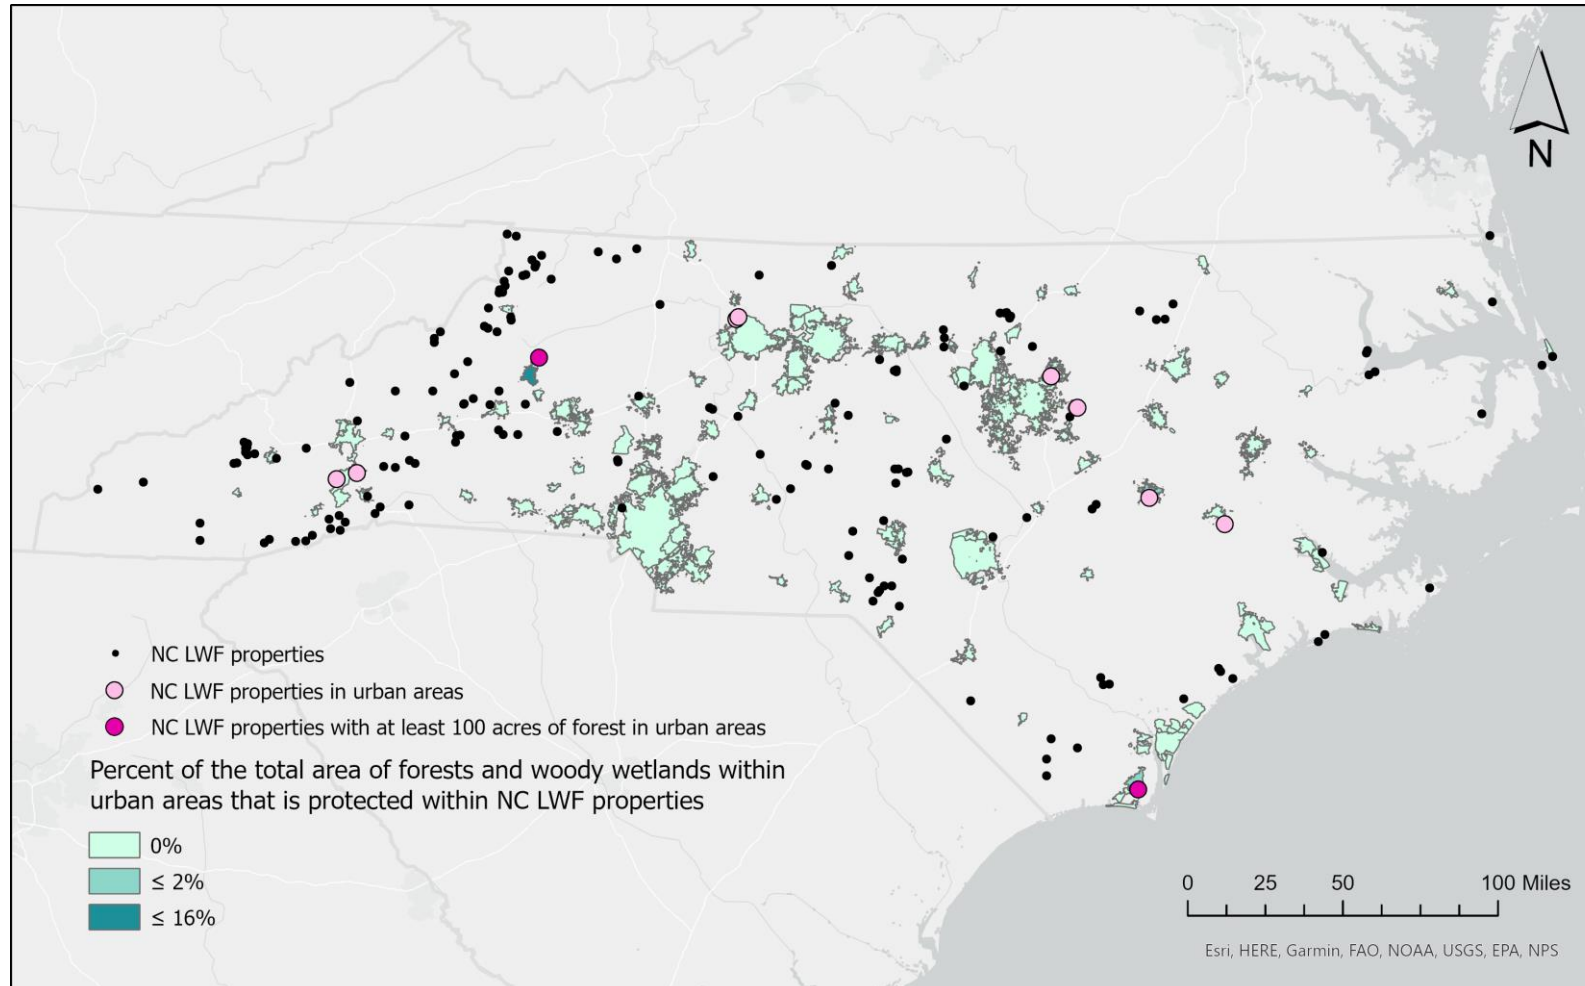 N
NC LWF properties
NC LWF properties in urban areas
NC LWF properties with at least 100 acres of forest in urban areas
Percent of the total area of forests and woody wetlands within
urban areas that is protected within NC LWF properties
0%
≤ 2%
≤ 16%
0 25 50 100 Miles
Esri, HERE, Garmin, FAO, NOAA, USGS, EPA, NPS